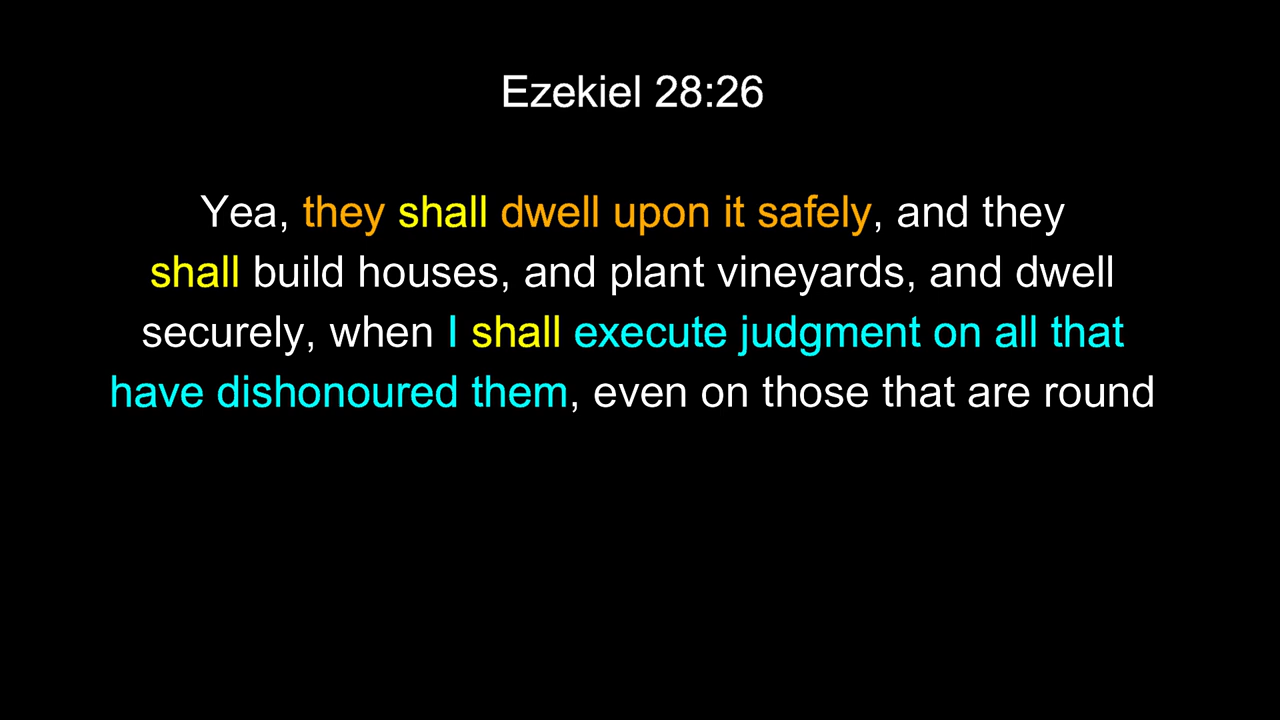 Ezekiel 28:26
Yea, they shall dwell upon it safely, and they
shall build houses, and plant vineyards, and dwell
securely, when I shall execute judgment on all that
have dishonoured them, even on those that are round